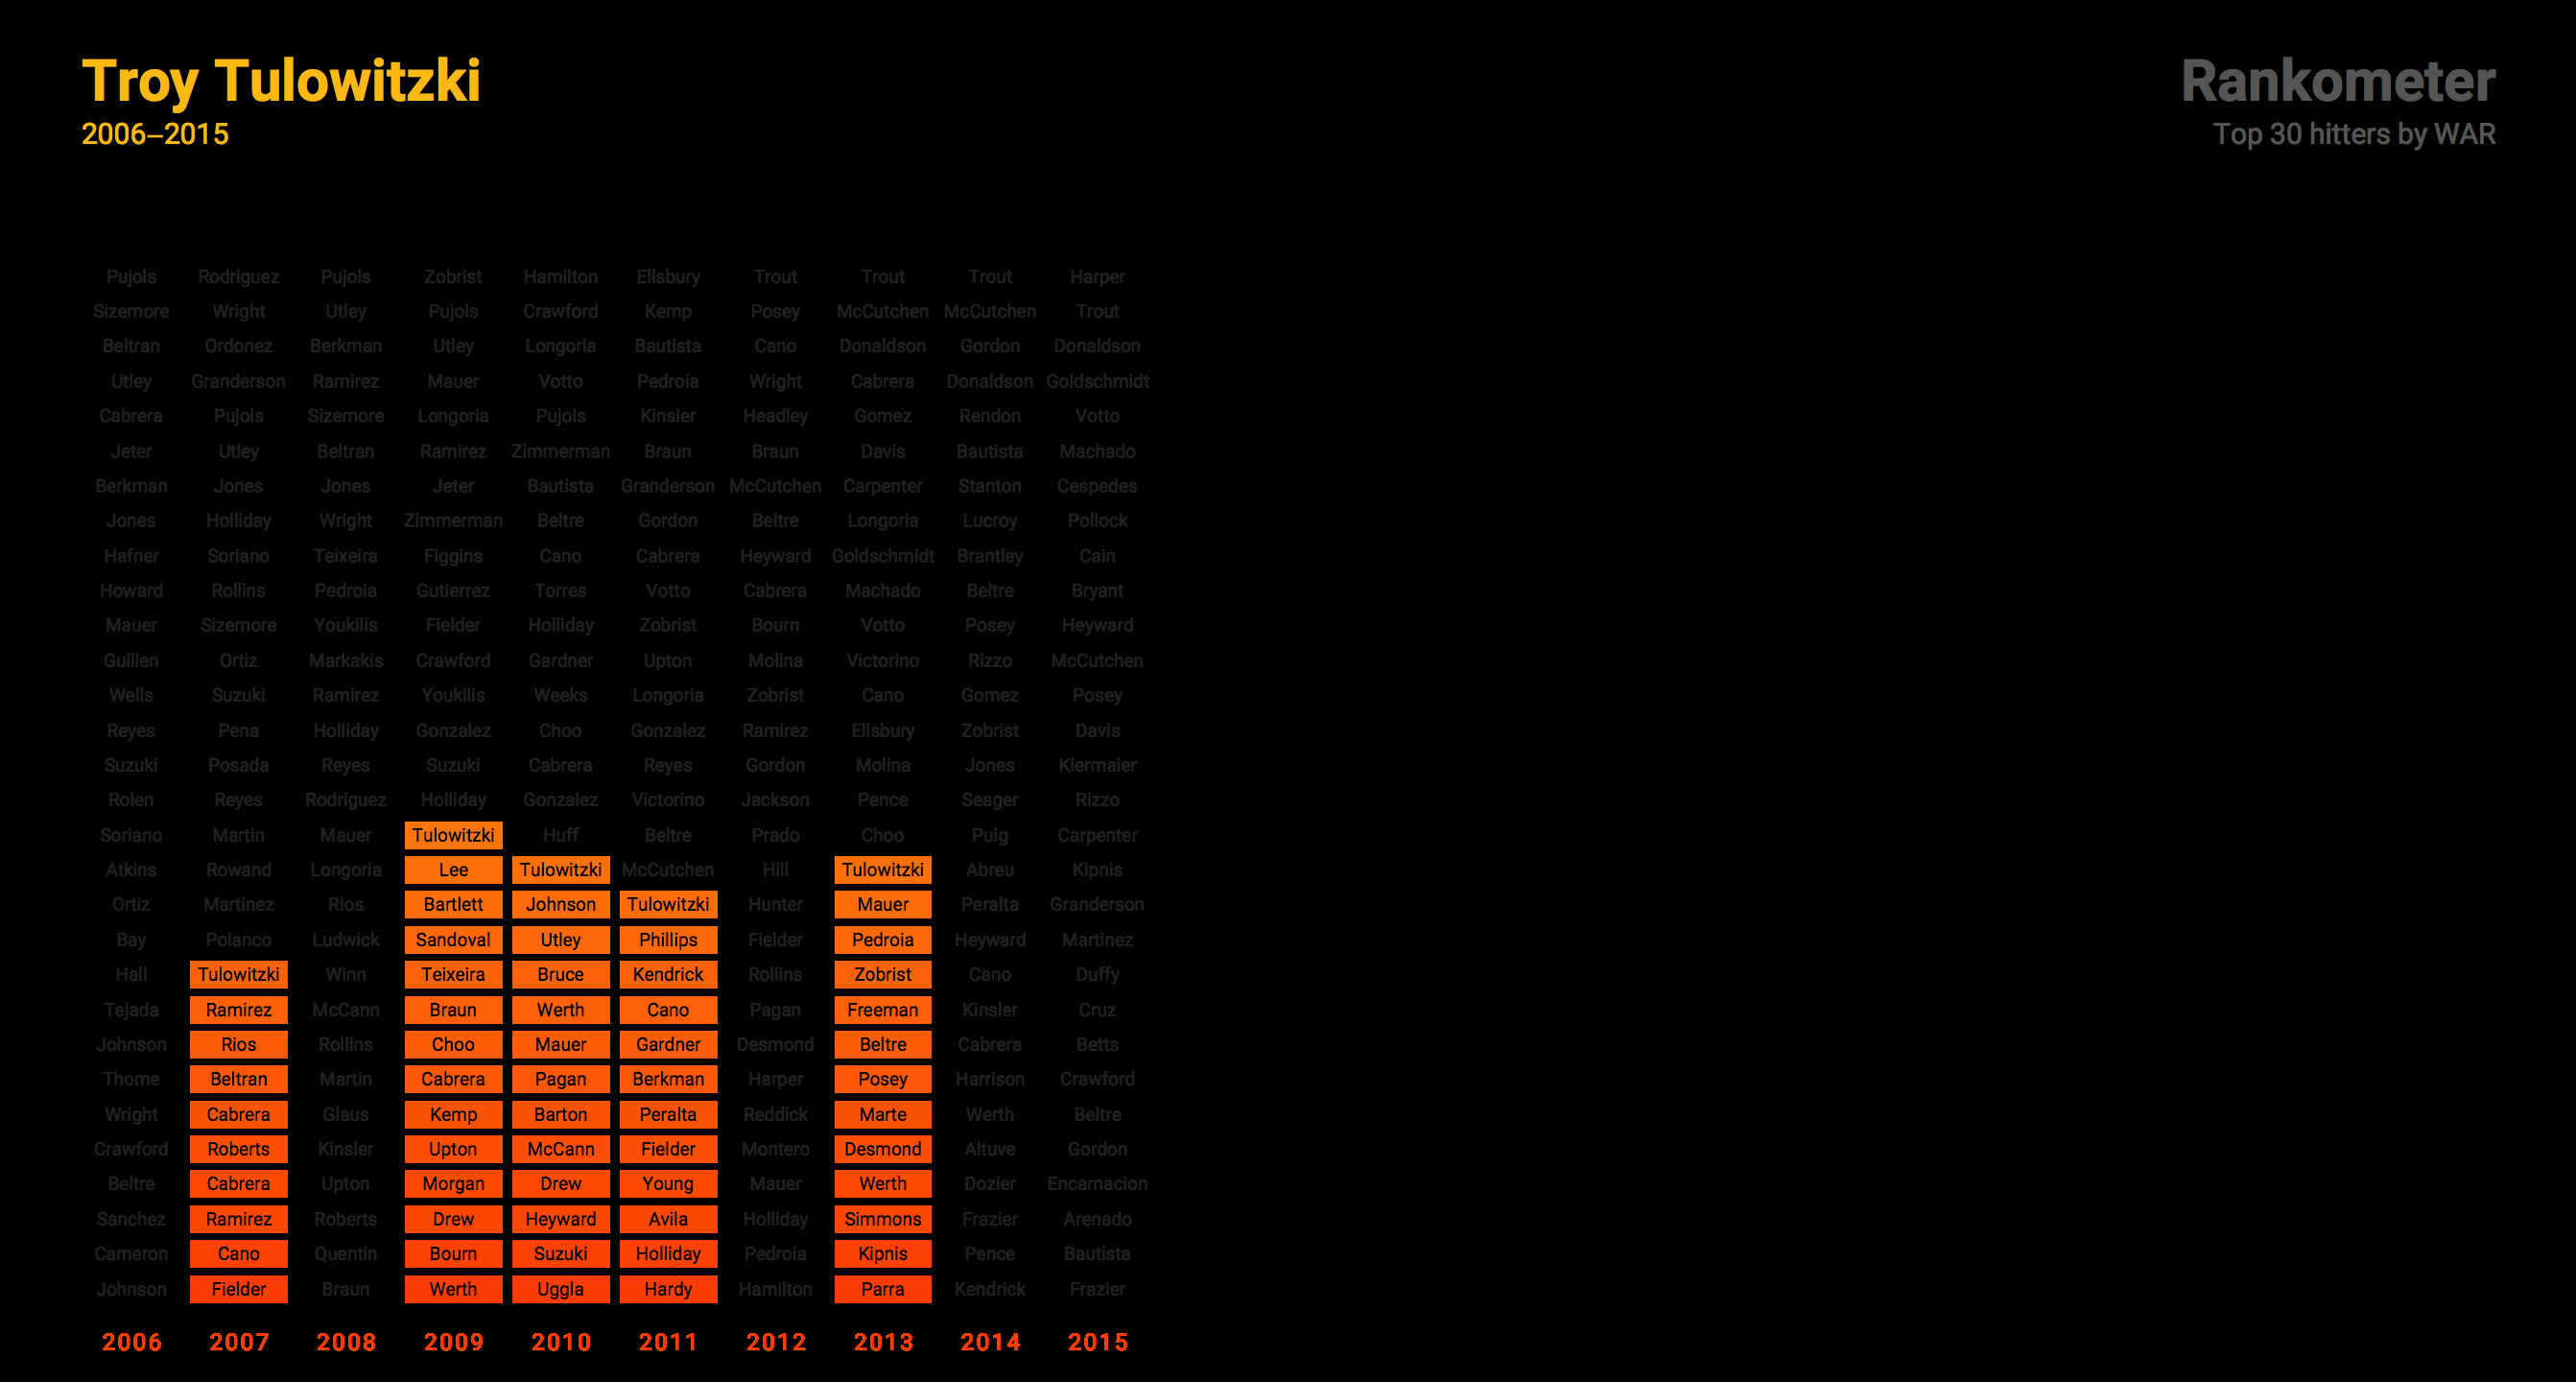 Troy Tulowitzki
2006–2015
Rankometer
Top 30 hitters by WAR
Pujols Rodriguez Pujols Zobrist Hamilton Ellsbury Trout Trout Trout Harper
Sizemore Wright Utley Pujols Crawford Kemp Posey McCutchen McCutchen Trout
Beltran Ordonez Berkman Utley Longoria Bautista Cano Donaldson Gordon Donaldson
Utley Granderson Ramirez Mauer Votto Pedroia Wright Cabrera Donaldson Goldschmidt
Cabrera Pujols Sizemore Longoria Pujols Kinsler Headley Gomez Rendon Votto
Jeter Utley Beltran Ramirez Zimmerman Braun Braun Davis Bautista Machado
Berkman Jones Jones Jeter Bautista Granderson McCutchen Carpenter Stanton Cespedes
Jones Holliday Wright Zimmerman Beltre Gordon Beltre Longoria Lucroy Pollock
Hafner Soriano Teixeira Figgins Cano Cabrera Heyward Goldschmidt Brantley Cain
Howard Rollins Pedroia Gutierrez Torres Votto Cabrera Machado Beltre Bryant
Mauer Sizemore Youkilis Fielder Holliday Zobrist Bourn Votto Posey Heyward
Guillen Ortiz Markakis Crawford Gardner Upton Molina Victorino Rizzo McCutchen
Wells Suzuki Ramirez Youkilis Weeks Longoria Zobrist Cano Gomez Posey
Reyes Pena Holliday Gonzalez Choo Gonzalez Ramirez Ellsbury Zobrist Davis
Suzuki Posada Reyes Suzuki Cabrera Reyes Gordon Molina Jones Kiermaier
Rolen Reyes Rodriguez Holliday Gonzalez Victorino Jackson Pence Seager Rizzo
Soriano Martin Mauer Tulowitzki Huff Beltre Prado Choo Puig Carpenter
Atkins Rowand Longoria Lee Tulowitzki McCutchen Hill Tulowitzki Abreu Kipnis
Ortiz Martinez Rios Bartlett Johnson Tulowitzki Hunter Mauer Peralta Granderson
Bay Polanco Ludwick Sandoval Utley Phillips Fielder Pedroia Heyward Martinez
Hall Tulowitzki Winn Teixeira Bruce Kendrick Rollins Zobrist Cano Duffy
Tejada Ramirez McCann Braun Werth Cano Pagan Freeman Kinsler Cruz
Johnson Rios Rollins Choo Mauer Gardner Desmond Beltre Cabrera Betts
Thome Beltran Martin Cabrera Pagan Berkman Harper Posey Harrison Crawford
Wright Cabrera Glaus Kemp Barton Peralta Reddick Marte Werth Beltre
Crawford Roberts Kinsler Upton McCann Fielder Montero Desmond Altuve Gordon
Beltre Cabrera Upton Morgan Drew Young Mauer Werth Dozier Encarnacion
Sanchez Ramirez Roberts Drew Heyward Avila Holliday Simmons Frazier Arenado
Cameron Cano Quentin Bourn Suzuki Holliday Pedroia Kipnis Pence Bautista
Johnson Fielder Braun Werth Uggla Hardy Hamilton Parra Kendrick Frazier
2006 2007 2008 2009 2010 2011 2012 2013 2014 2015